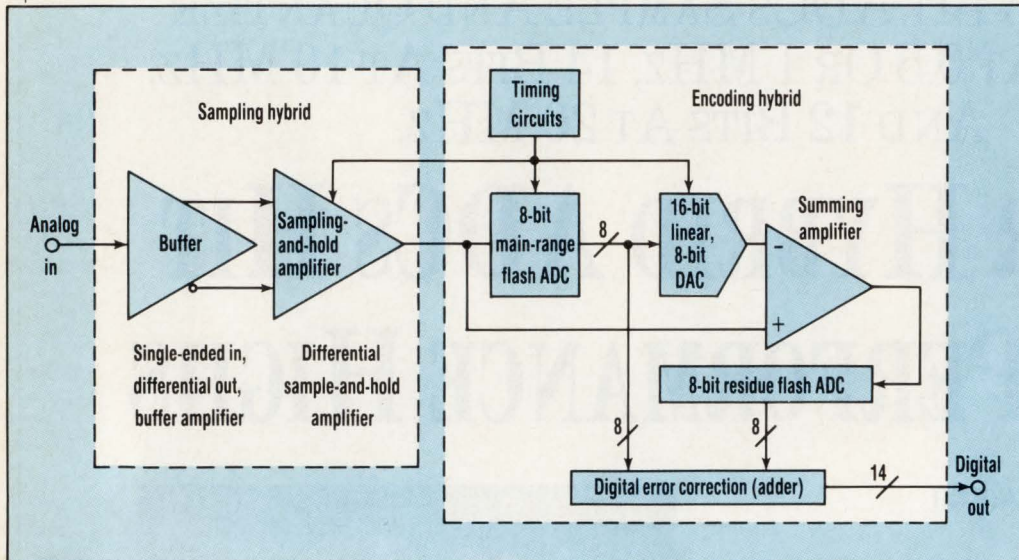 Sampling hybrid
Encoding hybrid
Timing
circuits
Analog
in
Buffer
Sampling-
and-hold
amplifier
8-bit
main-range
flash ADC
8
16-bit
linear,
8-bit
DAC
Summing
amplifier
−
+
Single-ended in,
differential out,
buffer amplifier
Differential
sample-and-hold
amplifier
8-bit residue flash ADC
8
8
Digital error correction (adder)
14
Digital
out